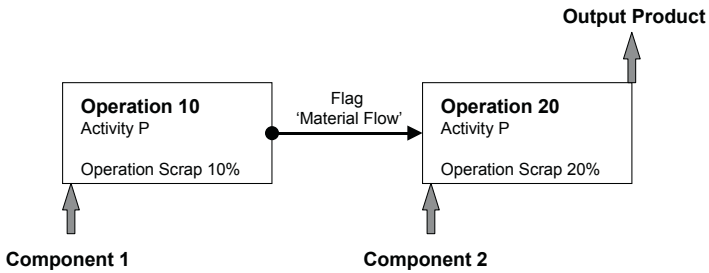 Output Product
Operation 10
Activity P
Operation Scrap 10%
Flag
‘Material Flow’
Operation 20
Activity P
Operation Scrap 20%
Component 1
Component 2